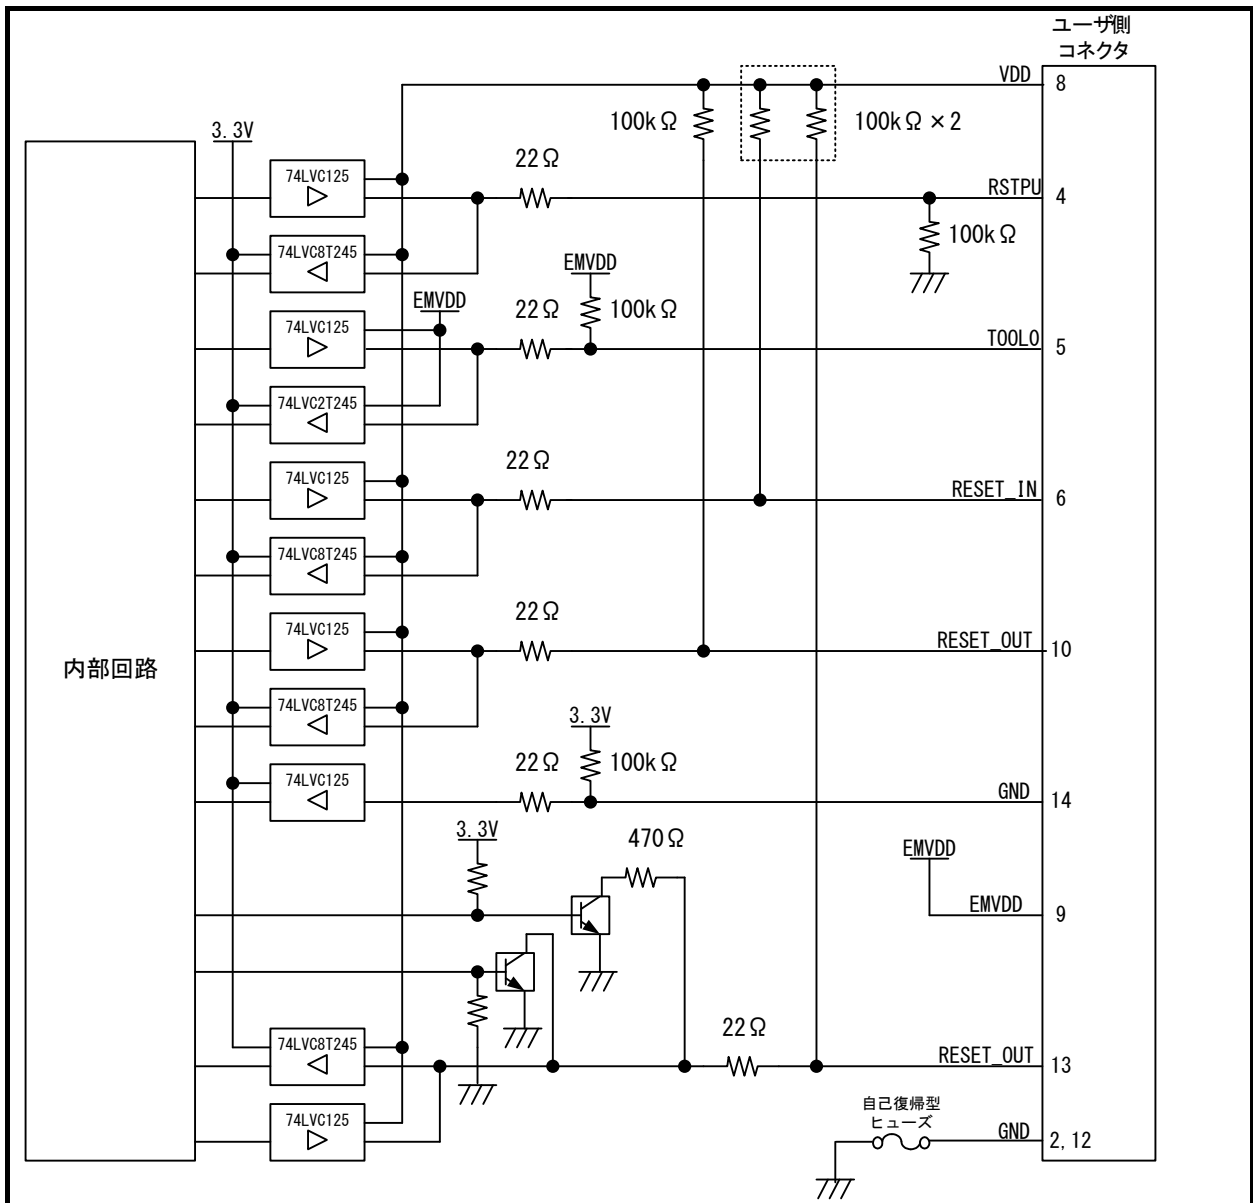 ユーザ側
コネクタ
VDD 8
3.3V
100kΩ
100kΩ×2
74LVC125
22Ω
RSTPU 4
100kΩ
74LVC8T245
EMVDD
EMVDD
74LVC125
22Ω
100kΩ
TOOL0 5
74LVC2T245
74LVC125
22Ω
RESET_IN 6
74LVC8T245
74LVC125
22Ω
RESET_OUT 10
内部回路
74LVC8T245
3.3V
74LVC125
22Ω
100kΩ
GND 14
3.3V
470Ω
EMVDD
EMVDD 9
74LVC8T245
22Ω
RESET_OUT 13
自己復帰型
ヒューズ
74LVC125
GND 2,12